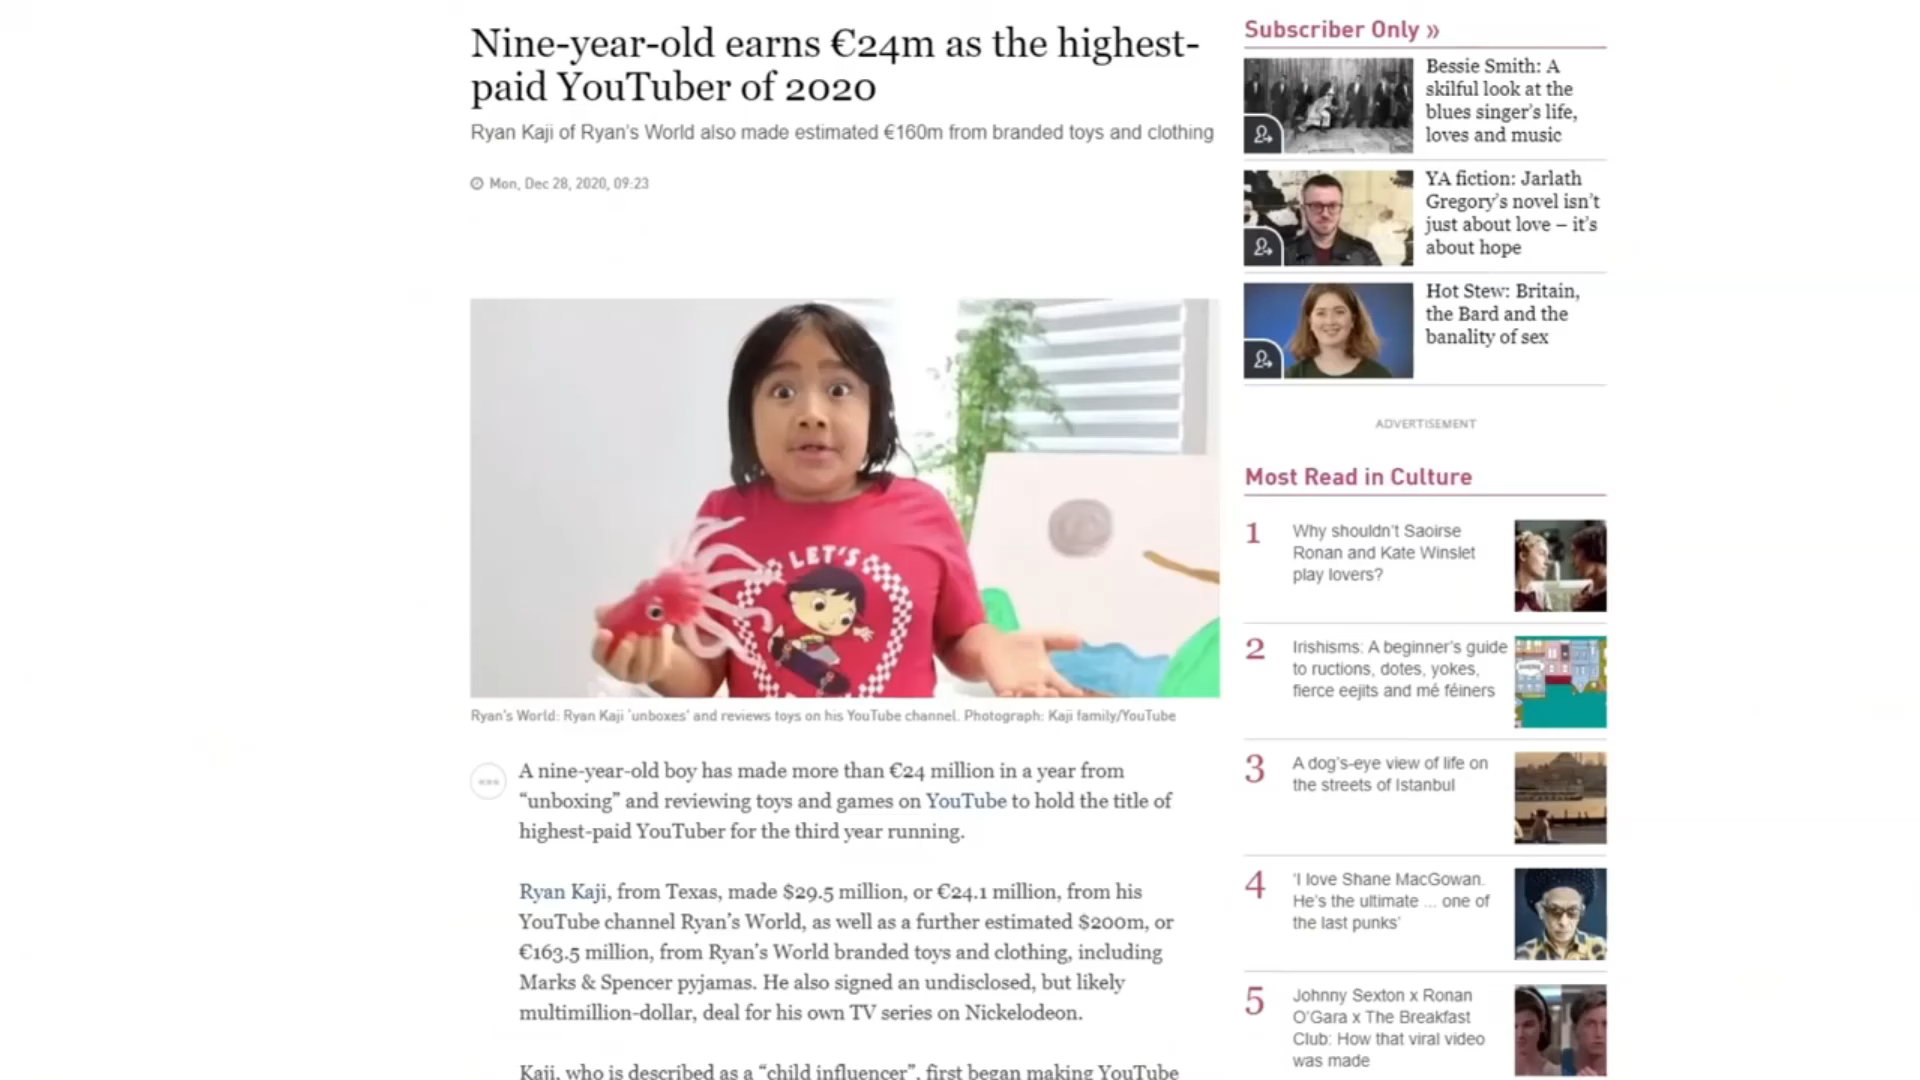 Nine-year-old earns €24m as the highest-
paid YouTuber of 2020
Ryan Kaji of Ryan's World also made estimated €160m from branded toys and clothing
Mon, Dec 28, 2020, 09:23
LET'S
Ryan's World: Ryan Kaji 'unboxes' and reviews toys on his YouTube channel. Photograph: Kaji family/YouTube
A nine-year-old boy has made more than €24 million in a year from
“unboxing” and reviewing toys and games on YouTube to hold the title of
highest-paid YouTuber for the third year running.
Ryan Kaji, from Texas, made $29.5 million, or €24.1 million, from his
YouTube channel Ryan’s World, as well as a further estimated $200m, or
€163.5 million, from Ryan’s World branded toys and clothing, including
Marks & Spencer pyjamas. He also signed an undisclosed, but likely
multimillion-dollar, deal for his own TV series on Nickelodeon.
Kaji, who is described as a “child influencer”, first began making YouTube
Subscriber Only »
Bessie Smith: A
skilful look at the
blues singer’s life,
loves and music
YA fiction: Jarlath
Gregory’s novel isn’t
just about love – it’s
about hope
Hot Stew: Britain,
the Bard and the
banality of sex
ADVERTISEMENT
Most Read in Culture
1
Why shouldn't Saoirse
Ronan and Kate Winslet
play lovers?
2
Irishisms: A beginner's guide
to ructions, dotes, yokes,
fierce eejits and mé féiners
3
A dog's-eye view of life on
the streets of Istanbul
4
'I love Shane MacGowan.
He's the ultimate ... one of
the last punks'
5
Johnny Sexton x Ronan
O'Gara x The Breakfast
Club: How that viral video
was made